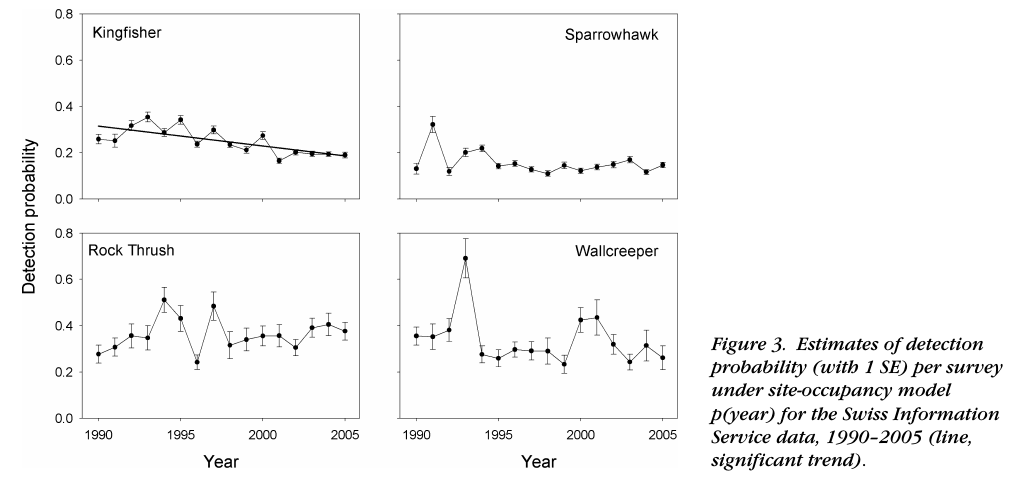 Detection probability
0.8
0.6
0.4
0.2
0.0
Kingfisher
Sparrowhawk
0.8
0.6
0.4
0.2
0.0
Rock Thrush
Wallcreeper
1990 1995 2000 2005
1990 1995 2000 2005
Year
Year
Figure 3. Estimates of detection
probability (with 1 SE) per survey
under site-occupancy model
p(year) for the Swiss Information
Service data, 1990–2005 (line,
significant trend).